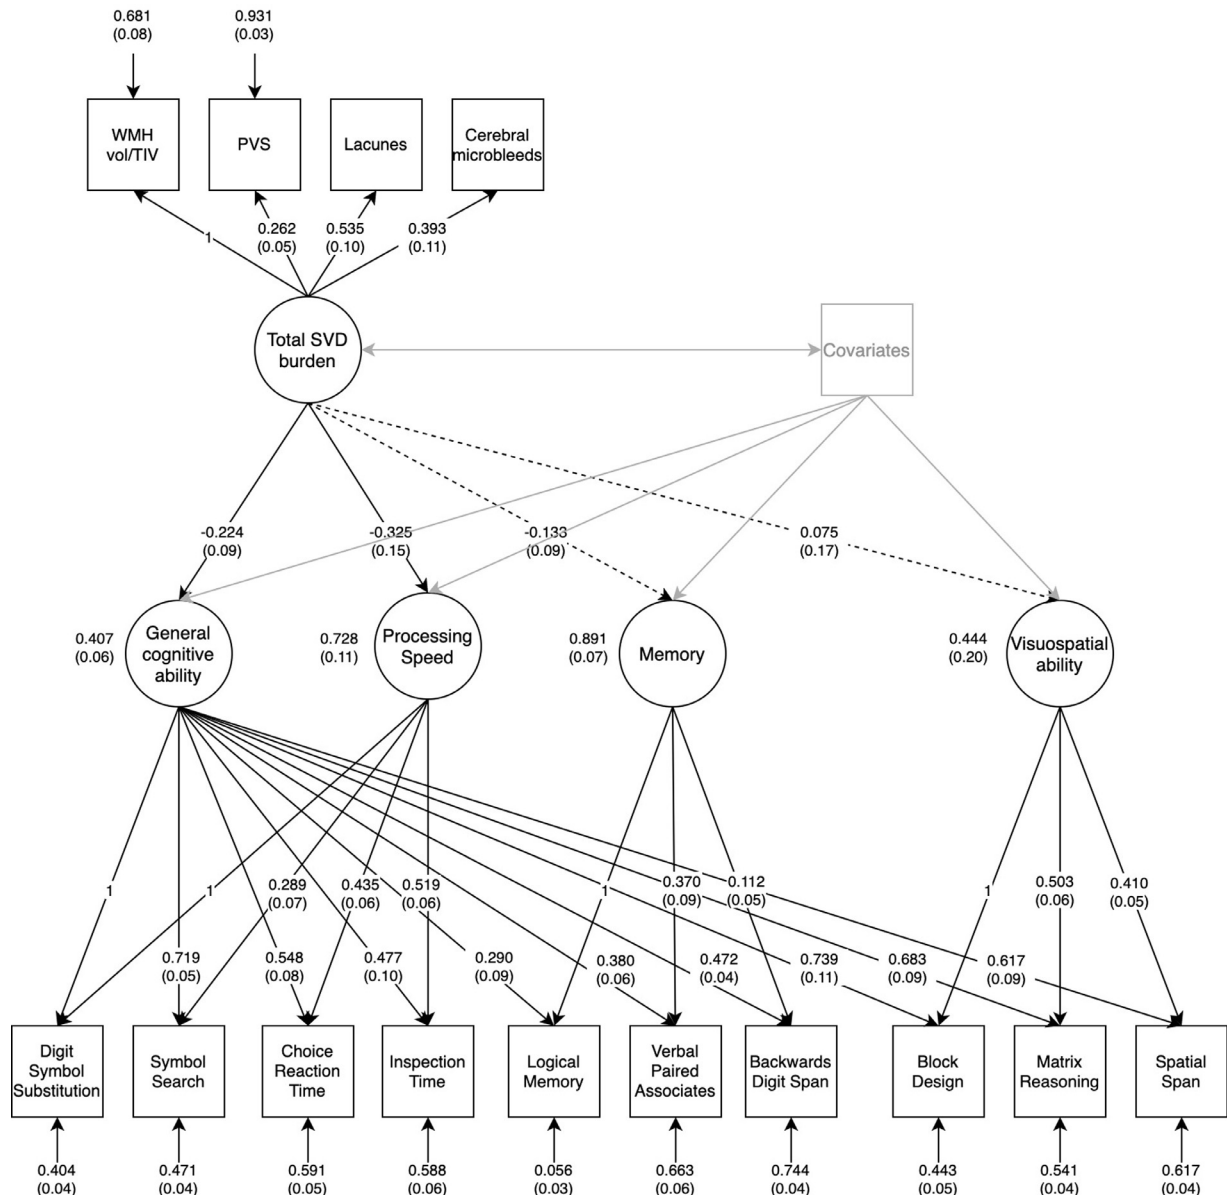 0.681
(0.08)
0.931
(0.03)
WMH
vol/TIV
PVS
Lacunes
Cerebral
microbleeds
1
0.262
(0.05)
0.535
(0.10)
0.393
(0.11)
Total SVD
burden
Covariates
-0.224
(0.09)
-0.325
(0.15)
-0.133
(0.09)
0.075
(0.17)
0.407
(0.06)
General
cognitive
ability
0.728
(0.11)
Processing
Speed
0.891
(0.07)
Memory
0.444
(0.20)
Visuospatial
ability
1
1
0.289
(0.07)
0.435
(0.06)
0.519
(0.06)
1
0.370
(0.09)
0.112
(0.05)
1
0.503
(0.06)
0.410
(0.05)
0.719
(0.05)
0.548
(0.08)
0.477
(0.10)
0.290
(0.09)
0.380
(0.06)
0.472
(0.04)
0.739
(0.11)
0.683
(0.09)
0.617
(0.09)
Digit
Symbol
Substitution
Symbol
Search
Choice
Reaction
Time
Inspection
Time
Logical
Memory
Verbal
Paired
Associates
Backwards
Digit Span
Block
Design
Matrix
Reasoning
Spatial
Span
0.404
(0.04)
0.471
(0.04)
0.591
(0.05)
0.588
(0.06)
0.056
(0.03)
0.663
(0.06)
0.744
(0.04)
0.443
(0.05)
0.541
(0.04)
0.617
(0.04)